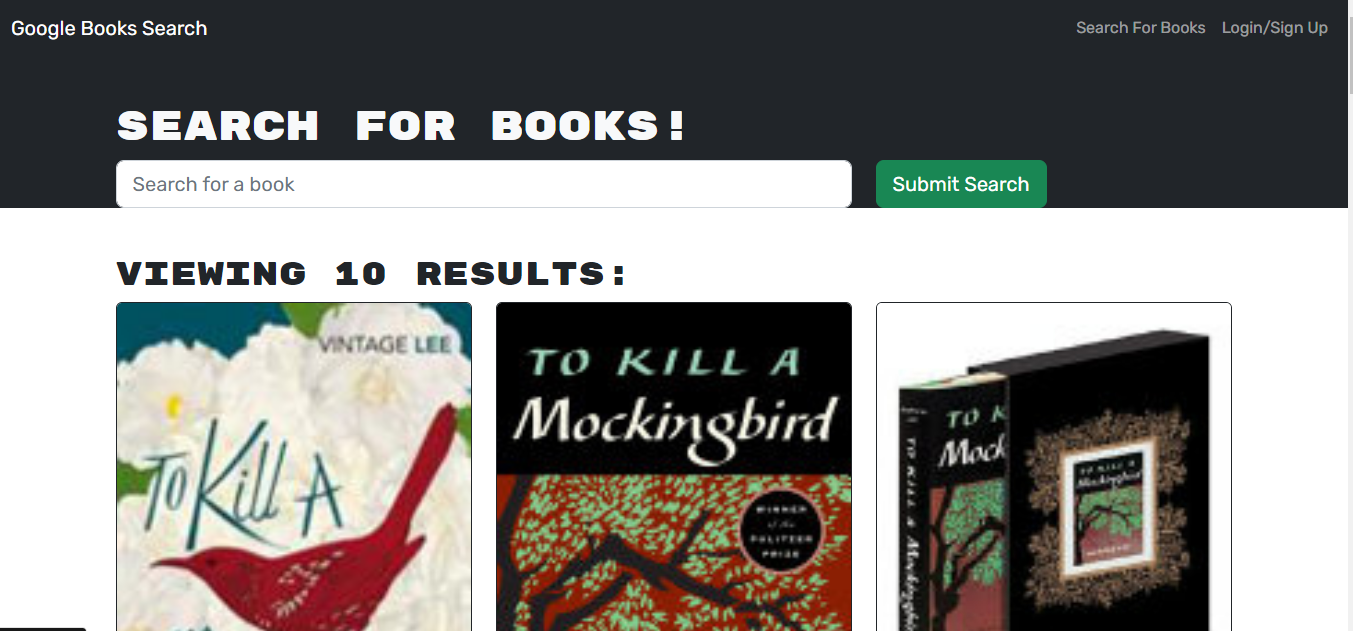 Google Books Search
Search For Books Login/Sign Up
SEARCH FOR BOOKS!
Search for a book
Submit Search
VIEWING 10 RESULTS:
VINTAGE LEE
To Kill A
TO KILL A
Mockingbird
WINNER
of the
PULITZER
PRIZE
TO K
Mock
TO KILL A Mockingbird
TO KILL A
Mockingbird